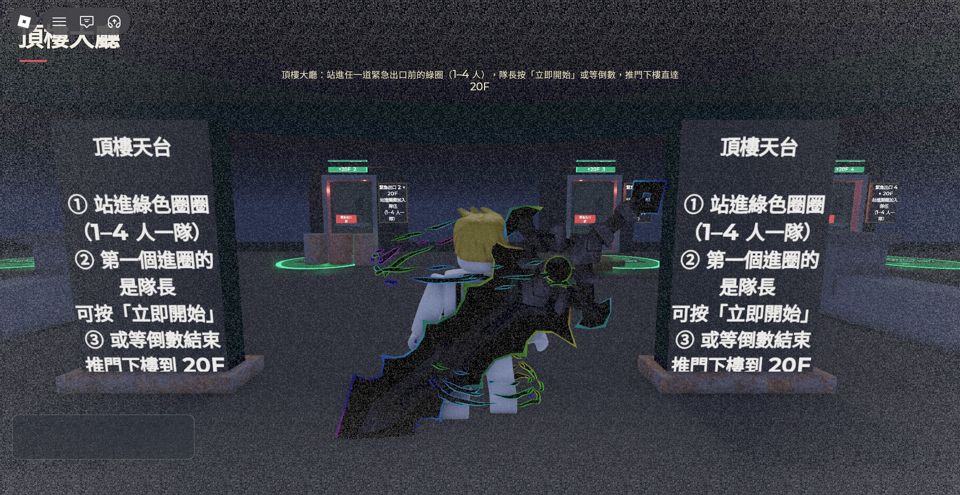 頂樓大廳
頂樓大廳：站進任一道緊急出口前的綠圈（1–4 人），隊長按「立即開始」或等倒數，推門下樓直達
20F
頂樓天台
① 站進綠色圈圈
（1–4 人一隊）
② 第一個進圈的
是隊長
可按「立即開始」
③ 或等倒數結束
推門下樓到 20F
頂樓天台
① 站進綠色圈圈
（1–4 人一隊）
② 第一個進圈的
是隊長
可按「立即開始」
③ 或等倒數結束
推門下樓到 20F